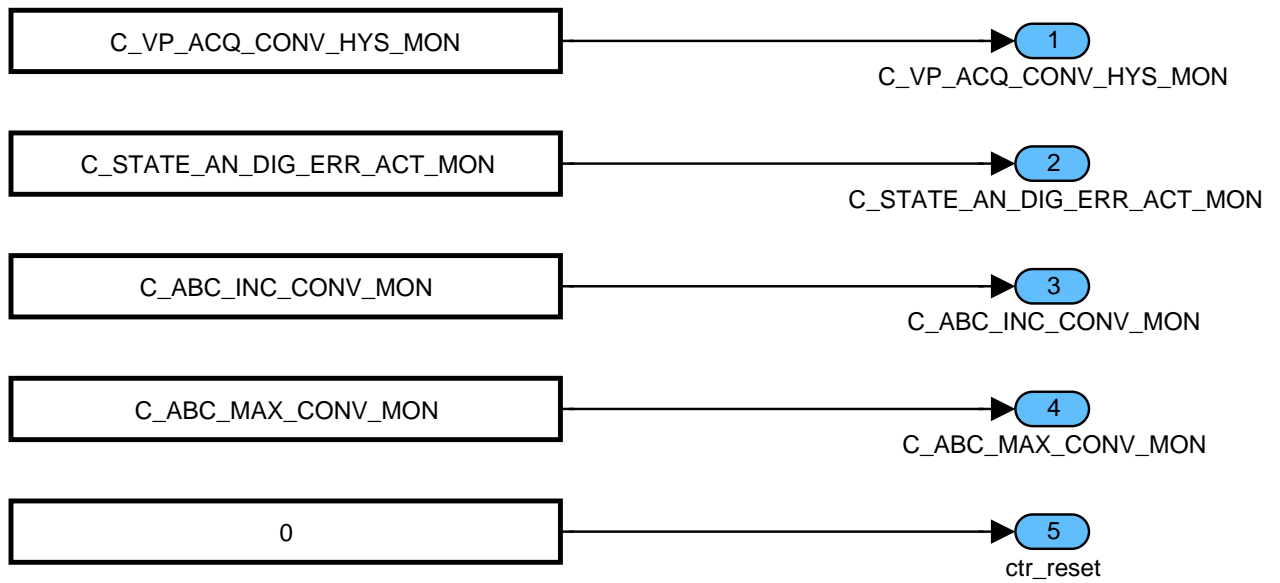 C_VP_ACQ_CONV_HYS_MON
1
C_VP_ACQ_CONV_HYS_MON
C_STATE_AN_DIG_ERR_ACT_MON
2
C_STATE_AN_DIG_ERR_ACT_MON
C_ABC_INC_CONV_MON
3
C_ABC_INC_CONV_MON
C_ABC_MAX_CONV_MON
4
C_ABC_MAX_CONV_MON
0
5
ctr_reset